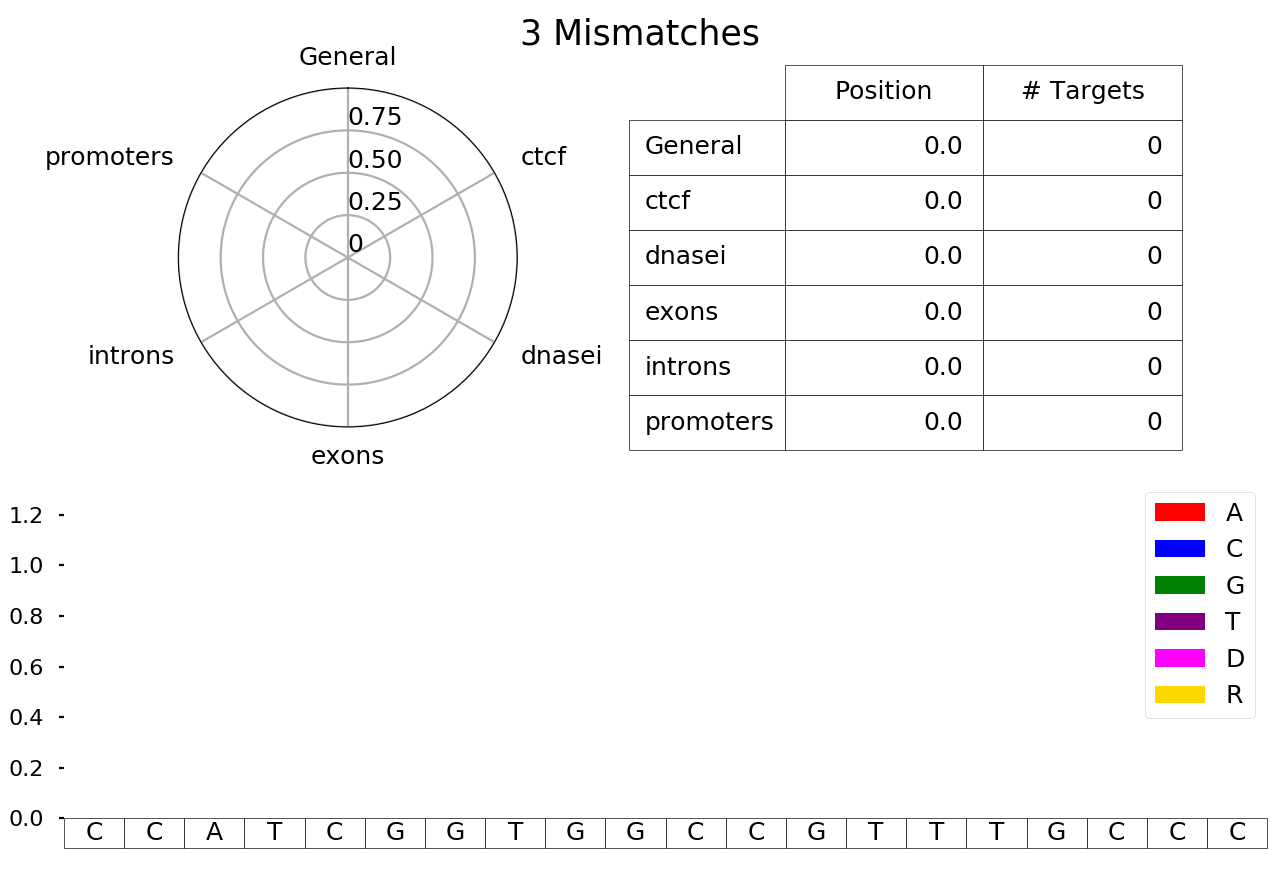 3 Mismatches
General
promoters
ctcf
introns
dnasei
exons
0.75
0.50
0.25
0
Position # Targets
General 0.0 0
ctcf 0.0 0
dnasei 0.0 0
exons 0.0 0
introns 0.0 0
promoters 0.0 0
1.2
1.0
0.8
0.6
0.4
0.2
0.0
A
C
G
T
D
R
C C A T C G G T G G C C G T T T G C C C